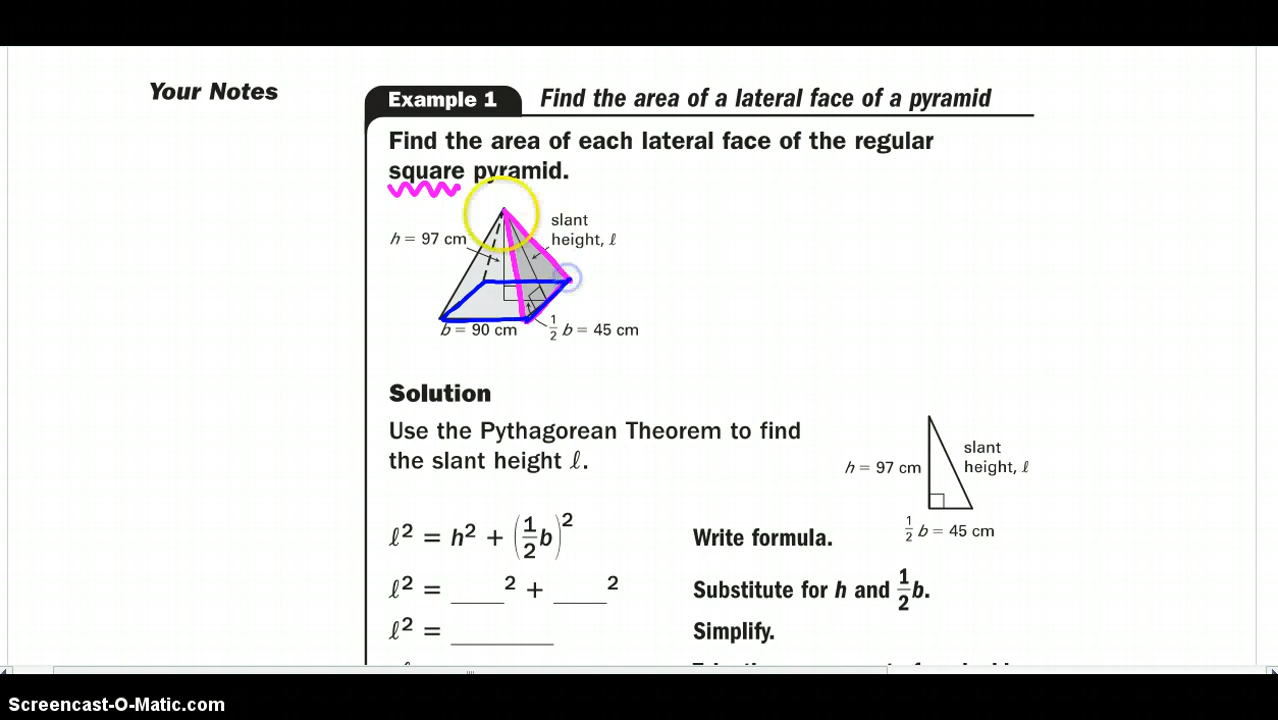 Your Notes
Example 1 Find the area of a lateral face of a pyramid
Find the area of each lateral face of the regular
square pyramid.
slant
h = 97 cm height, ℓ
b = 90 cm 1/2 b = 45 cm
Solution
Use the Pythagorean Theorem to find
the slant height ℓ.
slant
h = 97 cm height, ℓ
1/2 b = 45 cm
ℓ² = h² + (1/2 b)² Write formula.
ℓ² = ____² + ____² Substitute for h and 1/2 b.
ℓ² = ________ Simplify.
Screencast-O-Matic.com